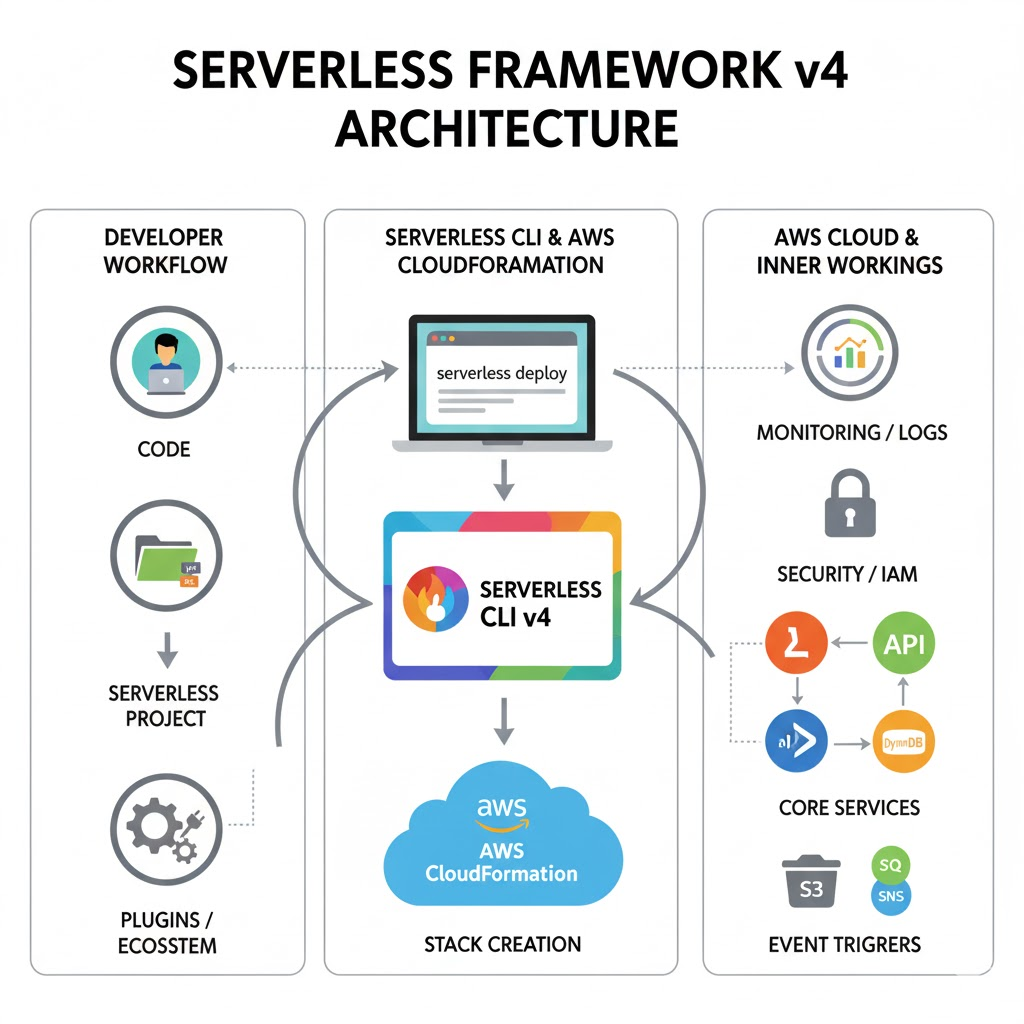 SERVERLESS FRAMEWORK v4
ARCHITECTURE
DEVELOPER
WORKFLOW
CODE
SERVERLESS
PROJECT
PLUGINS /
ECOSSTEM
SERVERLESS CLI & AWS
CLOUDFORAMATION
serverless deploy
SERVERLESS
CLI v4
aws
AWS
CloudFormation
STACK CREATION
AWS CLOUD &
INNER WORKINGS
MONITORING / LOGS
SECURITY / IAM
API
CORE SERVICES
S3
SQ
SNS
EVENT TRIGRERS